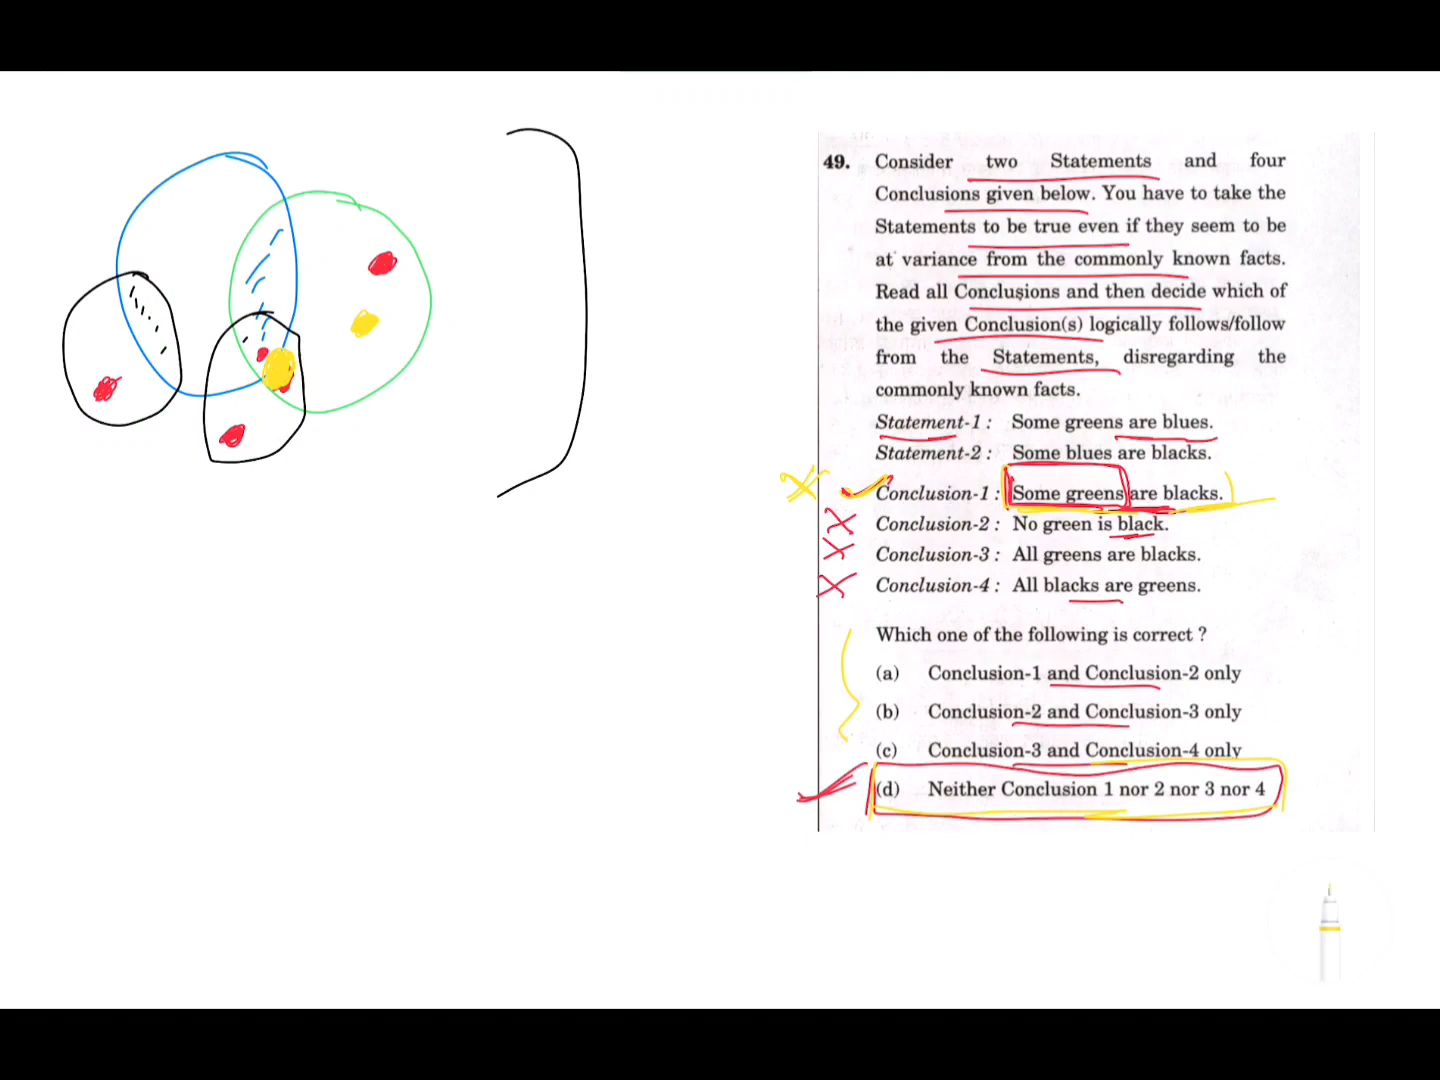 49. Consider two Statements and four
Conclusions given below. You have to take the
Statements to be true even if they seem to be
at variance from the commonly known facts.
Read all Conclusions and then decide which of
the given Conclusion(s) logically follows/follow
from the Statements, disregarding the
commonly known facts.
Statement-1 : Some greens are blues.
Statement-2 : Some blues are blacks.
Conclusion-1 : Some greens are blacks.
Conclusion-2 : No green is black.
Conclusion-3 : All greens are blacks.
Conclusion-4 : All blacks are greens.
Which one of the following is correct ?
(a) Conclusion-1 and Conclusion-2 only
(b) Conclusion-2 and Conclusion-3 only
(c) Conclusion-3 and Conclusion-4 only
(d) Neither Conclusion 1 nor 2 nor 3 nor 4